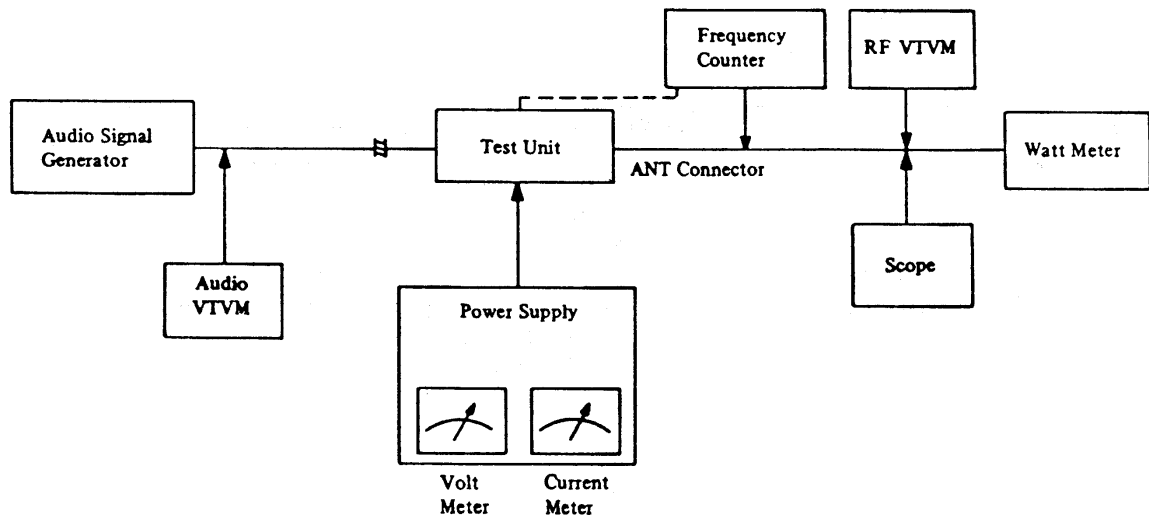 Frequency
Counter
RF VTVM
Audio Signal
Generator
Test Unit
Watt Meter
ANT Connector
Audio
VTVM
Scope
Power Supply
Volt
Meter
Current
Meter